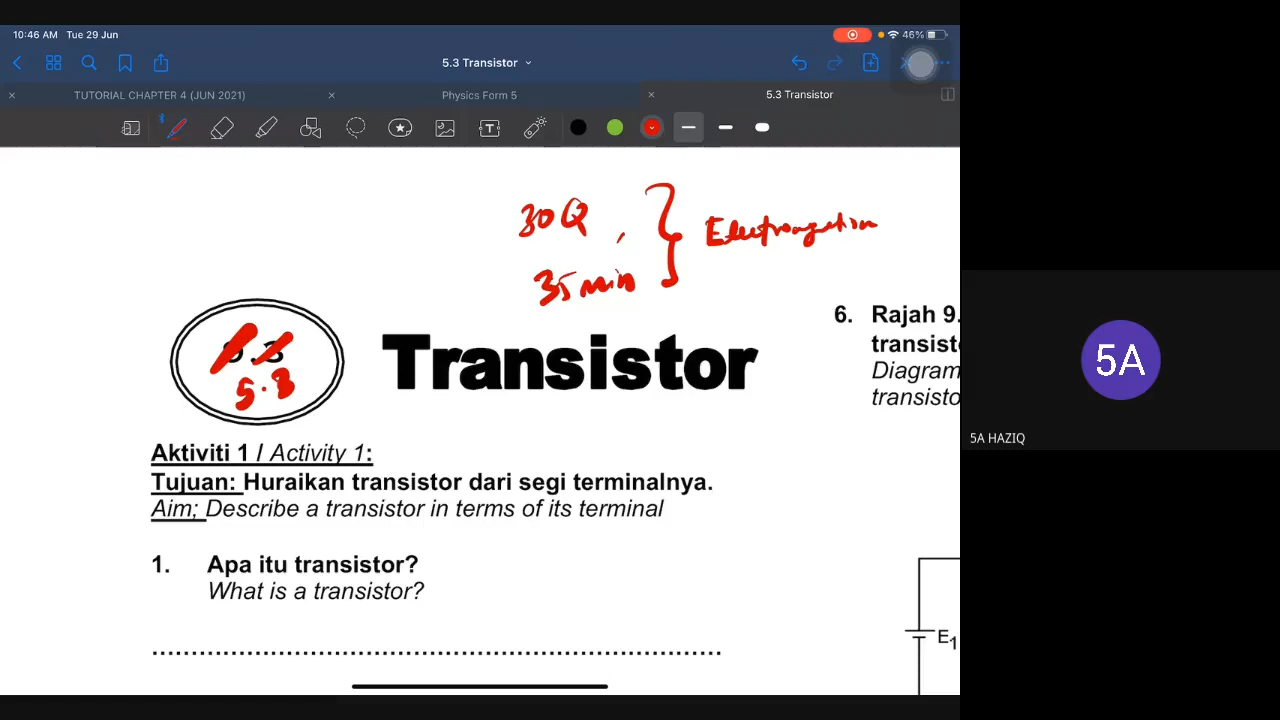 10:46 AM Tue 29 Jun
46%
5.3 Transistor
TUTORIAL CHAPTER 4 (JUN 2021)
Physics Form 5
5.3 Transistor
30Q,
35 min
5.3
Transistor
Aktiviti 1 / Activity 1:
Tujuan: Huraikan transistor dari segi terminalnya.
Aim; Describe a transistor in terms of its terminal
1. Apa itu transistor?
What is a transistor?
6. Rajah 9.
transist
Diagram
transisto
E1
5A
5A HAZIQ